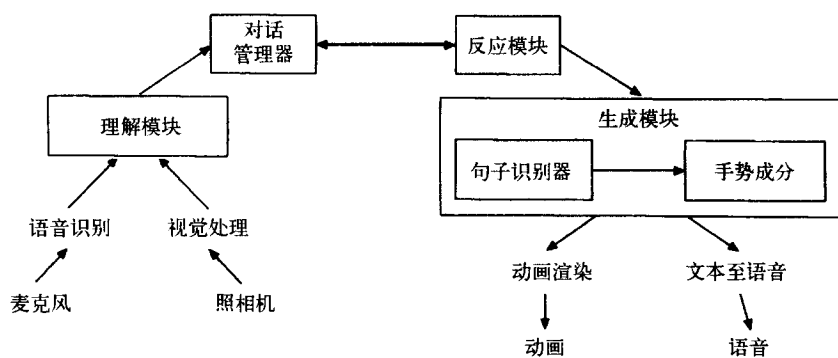 对话
管理器
反应模块
理解模块
生成模块
句子识别器
手势成分
语音识别
视觉处理
动画渲染
文本至语音
麦克风
照相机
动画
语音